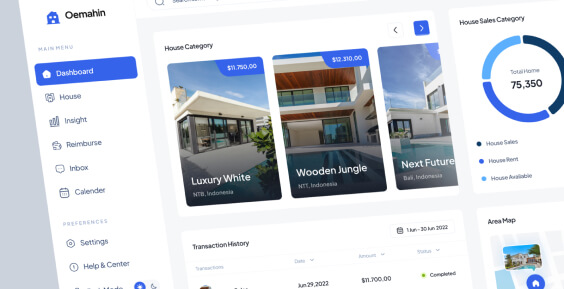 Oemahin
MAIN MENU
Dashboard
House
Insight
Reimburse
Inbox
Calender
PREFERENCES
Settings
Help & Center
House Category
$11.750,00
Luxury White
NTB, Indonesia
$12.310,00
Wooden Jungle
NTT, Indonesia
Next Future
Bali, Indonesia
Transaction History
1 Jun - 30 Jun 2022
Transactions
Date
Amount
Status
Jun 29,2022
$11.700,00
Completed
House Sales Category
Total Home
75,350
House Sales
House Rent
House Available
Area Map